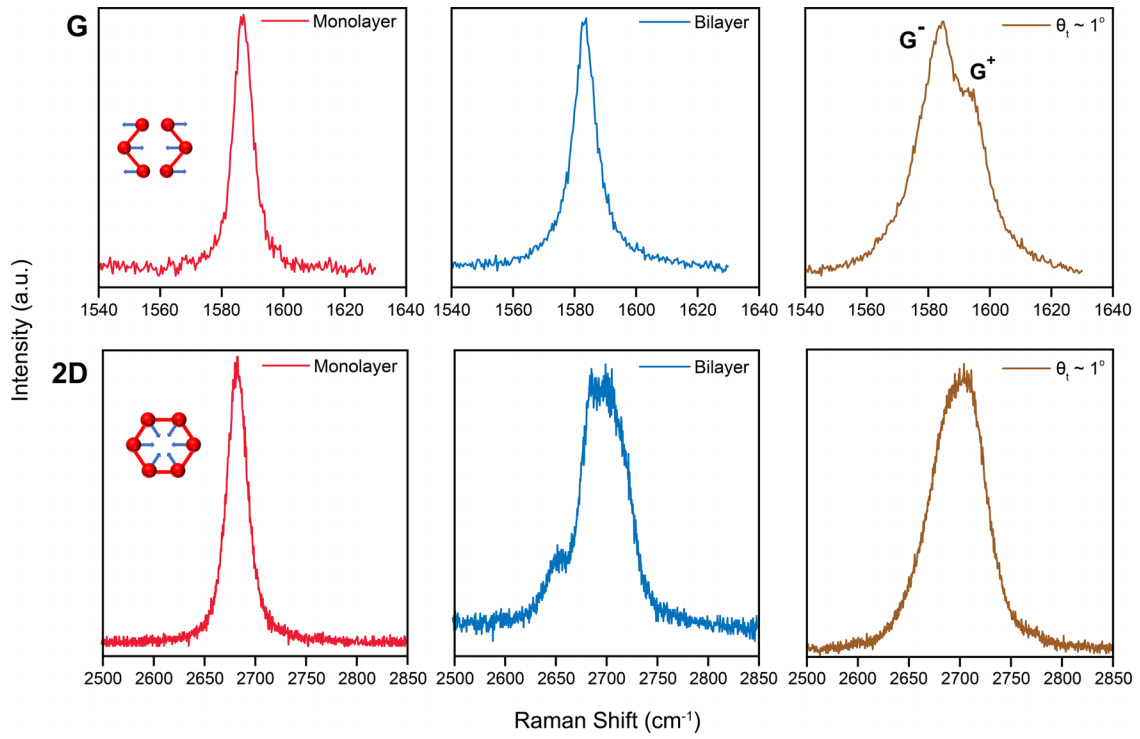 G
Monolayer
Bilayer
θt ~ 1°
G-
G+
1540 1560 1580 1600 1620 1640
1540 1560 1580 1600 1620 1640
1540 1560 1580 1600 1620 1640
Intensity (a.u.)
2D
Monolayer
Bilayer
θt ~ 1°
2500 2550 2600 2650 2700 2750 2800 2850
2500 2550 2600 2650 2700 2750 2800 2850
2500 2550 2600 2650 2700 2750 2800 2850
Raman Shift (cm-1)